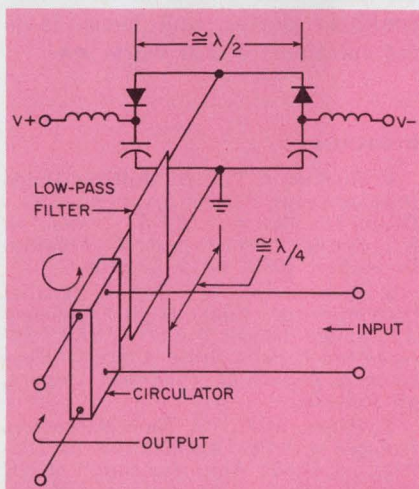 ≅ λ/2
V+
V-
LOW-PASS
FILTER
≅ λ/4
INPUT
CIRCULATOR
OUTPUT